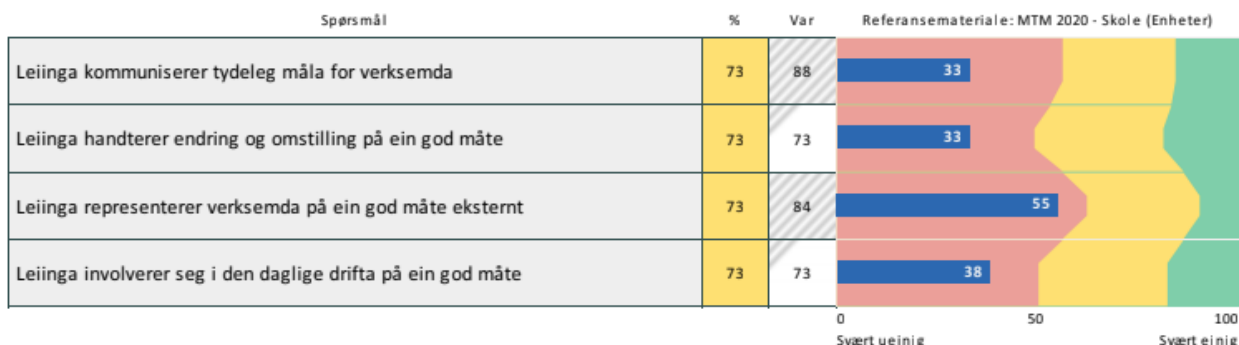 Spørsmål % Var Referansemateriale: MTM 2020 - Skole (Enheter)
Leiinga kommuniserer tydeleg måla for verksemda 73 88 33
Leiinga handterer endring og omstilling på ein god måte 73 73 33
Leiinga representerer verksemda på ein god måte eksternt 73 84 55
Leiinga involverer seg i den daglige drifta på ein god måte 73 73 38
0 50 100
Svært ueinig Svært einig